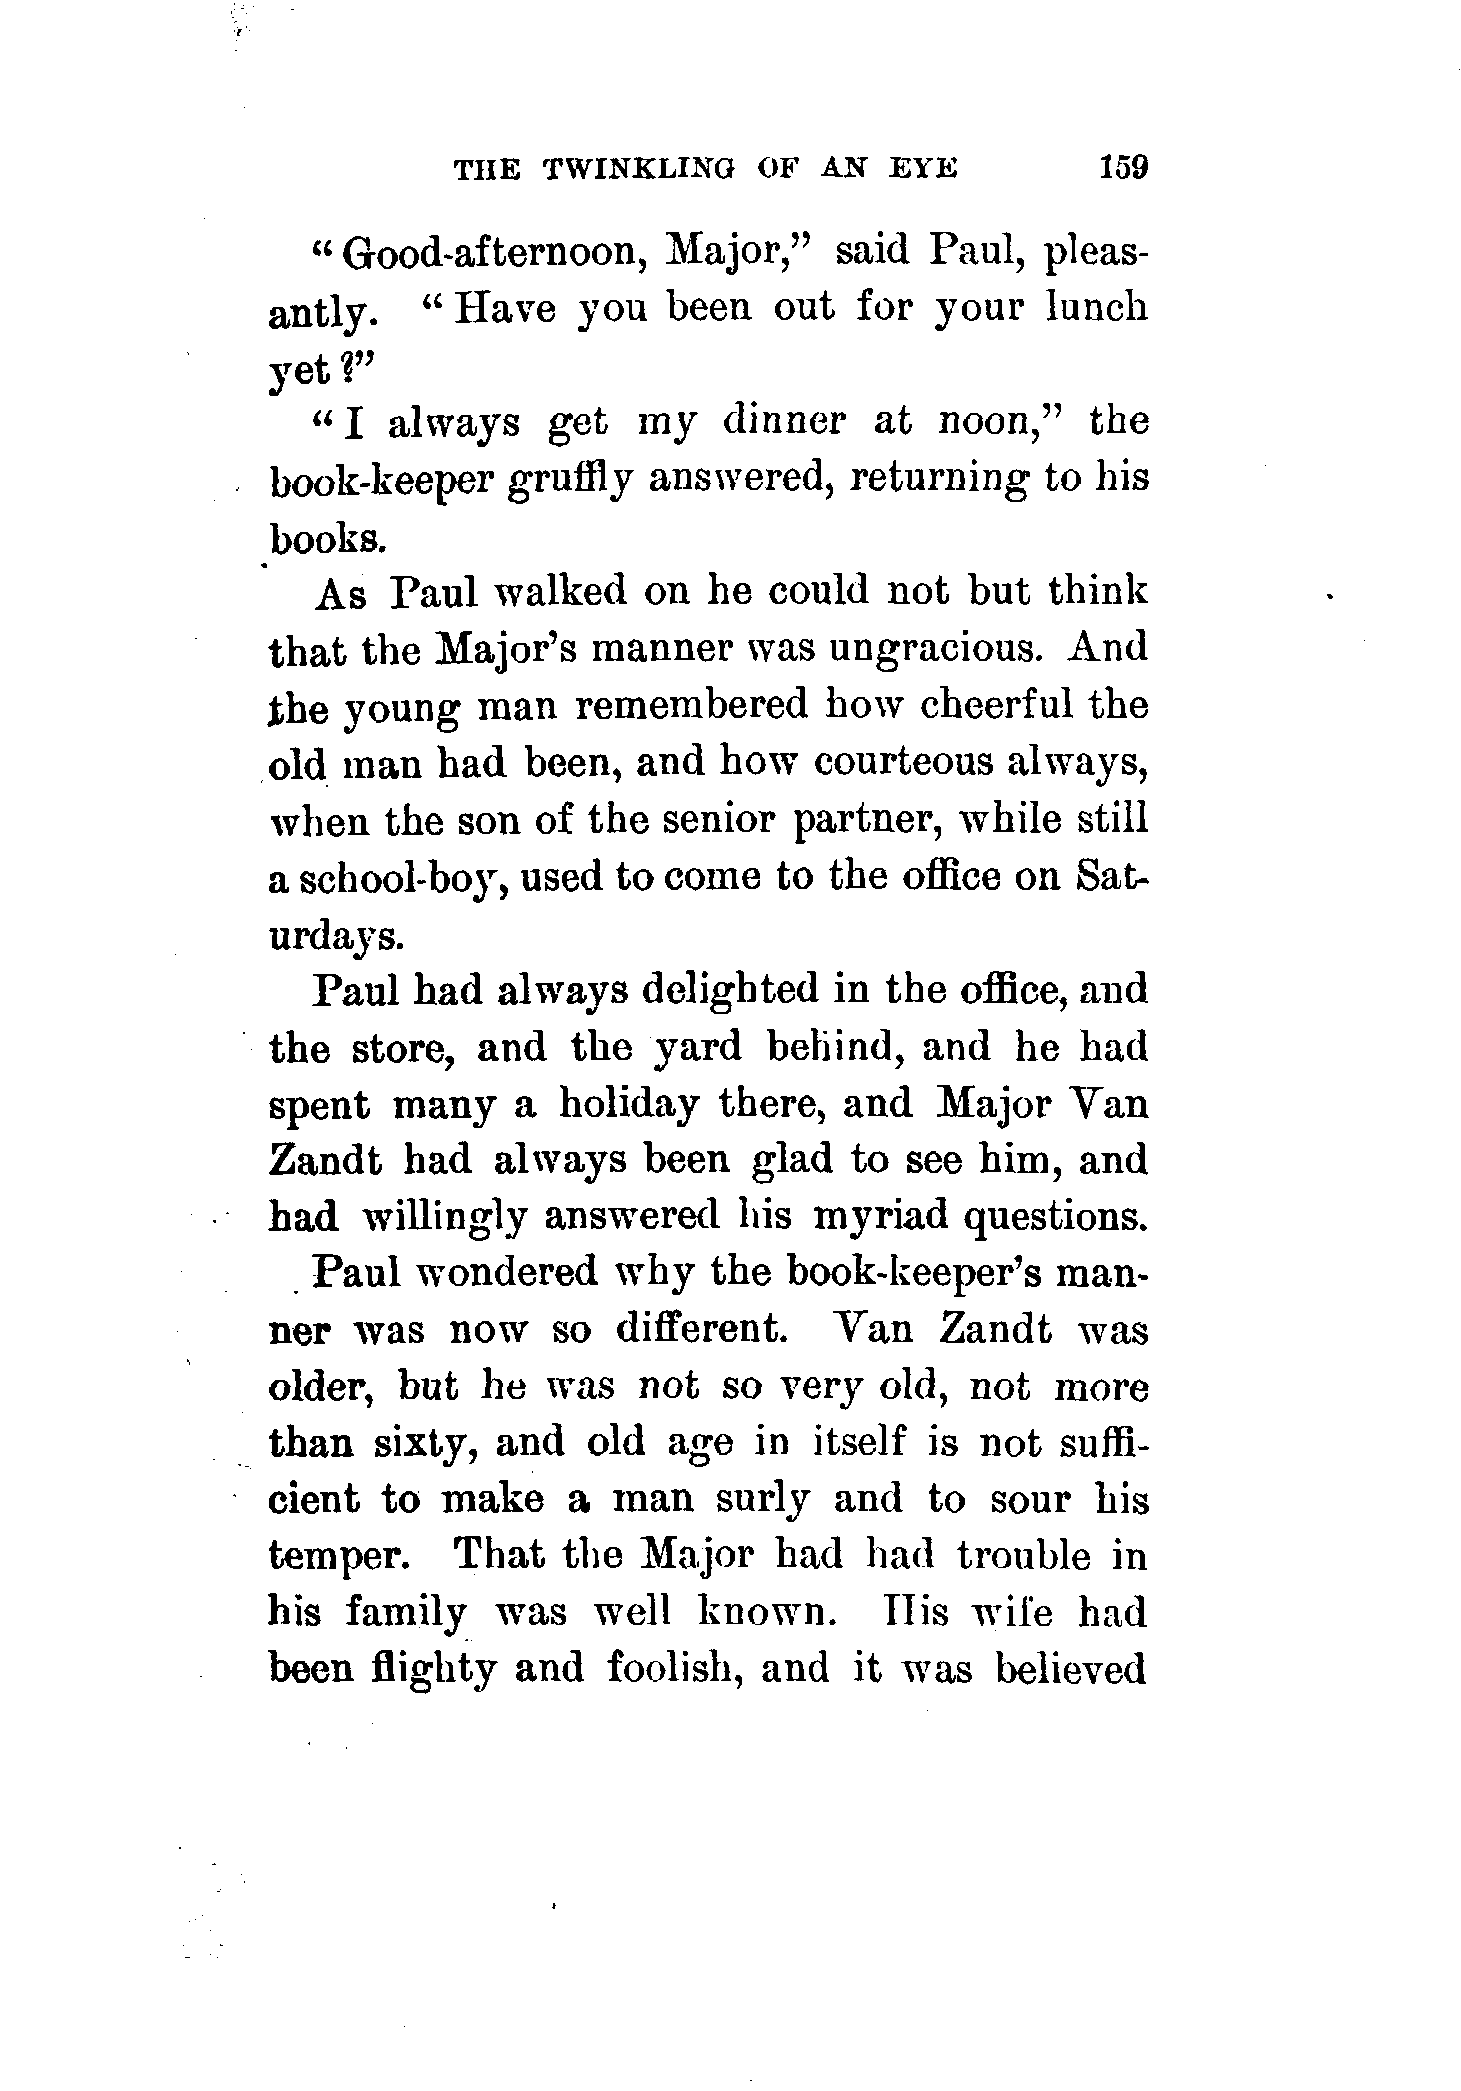 THE TWINKLING OF AN EYE 159
“ Good-afternoon, Major,” said Paul, pleas-
antly. “ Have you been out for your lunch
yet ?”
“ I always get my dinner at noon,” the
book-keeper gruffly answered, returning to his
books.
As Paul walked on he could not but think
that the Major’s manner was ungracious. And
the young man remembered how cheerful the
old man had been, and how courteous always,
when the son of the senior partner, while still
a school-boy, used to come to the office on Sat-
urdays.
Paul had always delighted in the office, and
the store, and the yard behind, and he had
spent many a holiday there, and Major Van
Zandt had always been glad to see him, and
had willingly answered his myriad questions.
Paul wondered why the book-keeper’s man-
ner was now so different. Van Zandt was
older, but he was not so very old, not more
than sixty, and old age in itself is not suffi-
cient to make a man surly and to sour his
temper. That the Major had had trouble in
his family was well known. His wife had
been flighty and foolish, and it was believed